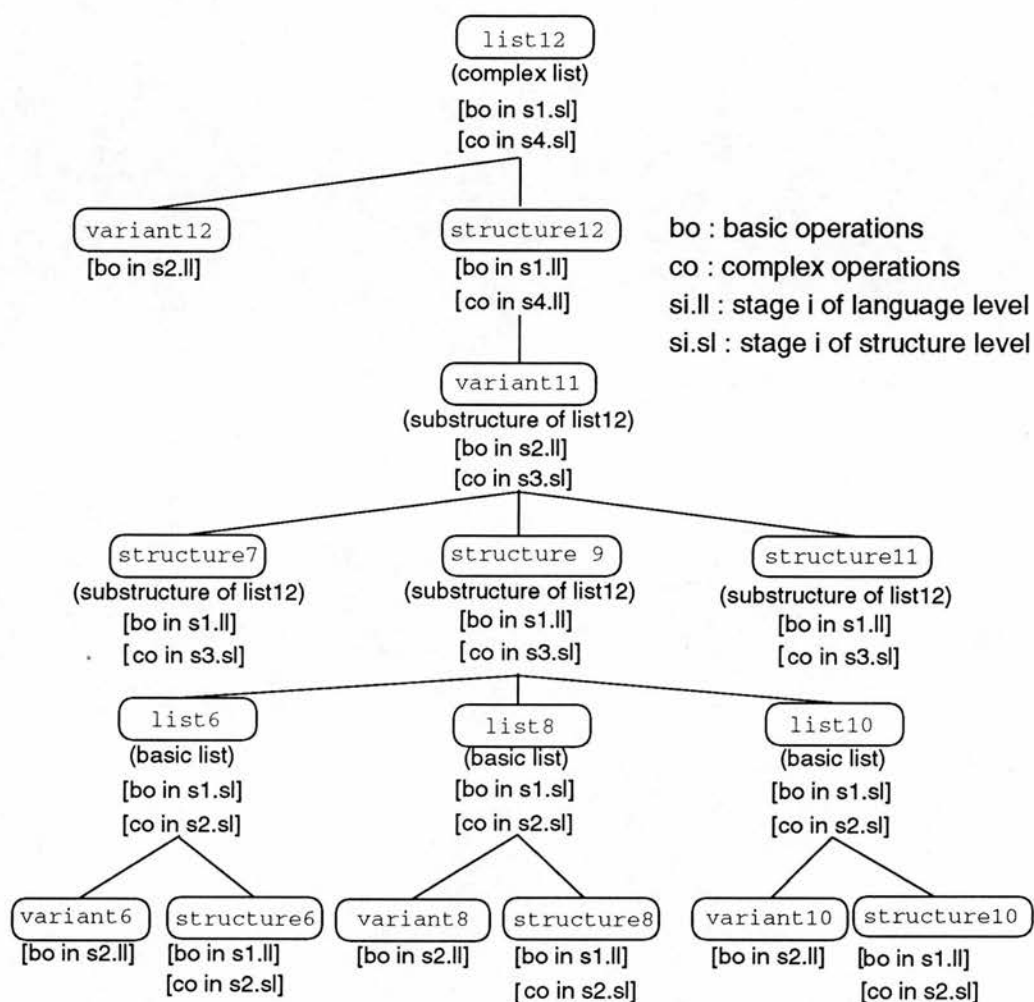 list12
(complex list)
[bo in s1.sl]
[co in s4.sl]
variant12
[bo in s2.ll]
structure12
[bo in s1.ll]
[co in s4.ll]
bo : basic operations
co : complex operations
si.ll : stage i of language level
si.sl : stage i of structure level
variant11
(substructure of list12)
[bo in s2.ll]
[co in s3.sl]
structure7
(substructure of list12)
[bo in s1.ll]
[co in s3.sl]
structure 9
(substructure of list12)
[bo in s1.ll]
[co in s3.sl]
structure11
(substructure of list12)
[bo in s1.ll]
[co in s3.sl]
list6
(basic list)
[bo in s1.sl]
[co in s2.sl]
list8
(basic list)
[bo in s1.sl]
[co in s2.sl]
list10
(basic list)
[bo in s1.sl]
[co in s2.sl]
variant6
[bo in s2.ll]
structure6
[bo in s1.ll]
[co in s2.sl]
variant8
[bo in s2.ll]
structure8
[bo in s1.ll]
[co in s2.sl]
variant10
[bo in s2.ll]
structure10
[bo in s1.ll]
[co in s2.sl]